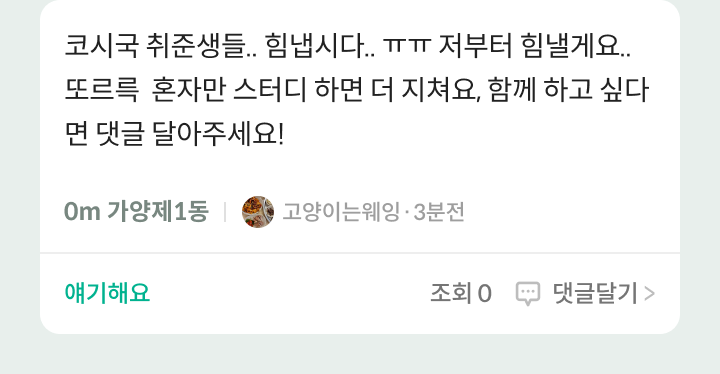 코시국 취준생들.. 힘냅시다.. ㅠㅠ 저부터 힘낼게요..
또르륵  혼자만 스터디 하면 더 지쳐요, 함께 하고 싶다
면 댓글 달아주세요!
0m 가양제1동 고양이는웨잉 · 3분전
얘기해요 조회 0 댓글달기 >